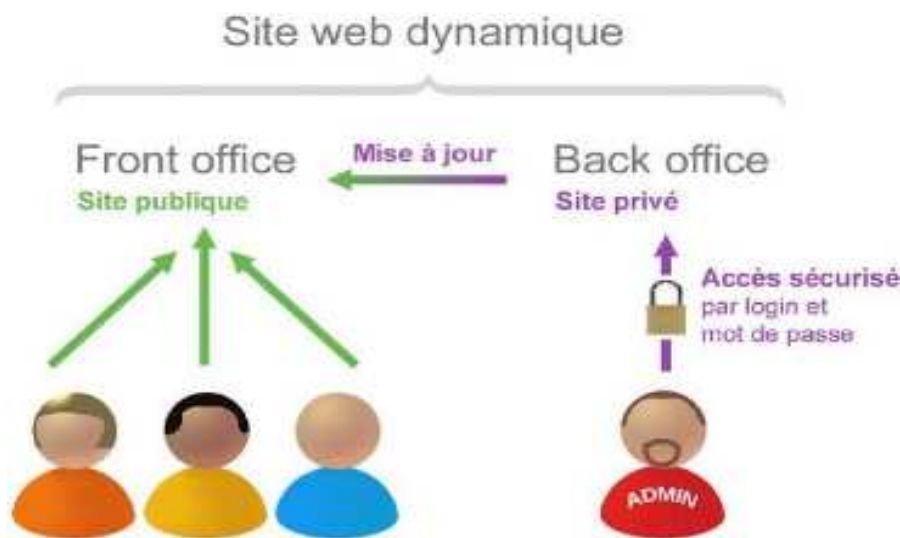 Site web dynamique
Front office
Mise à jour
Back office
Site publique
Site privé
Accès sécurisé
par login et
mot de passe
ADMIN